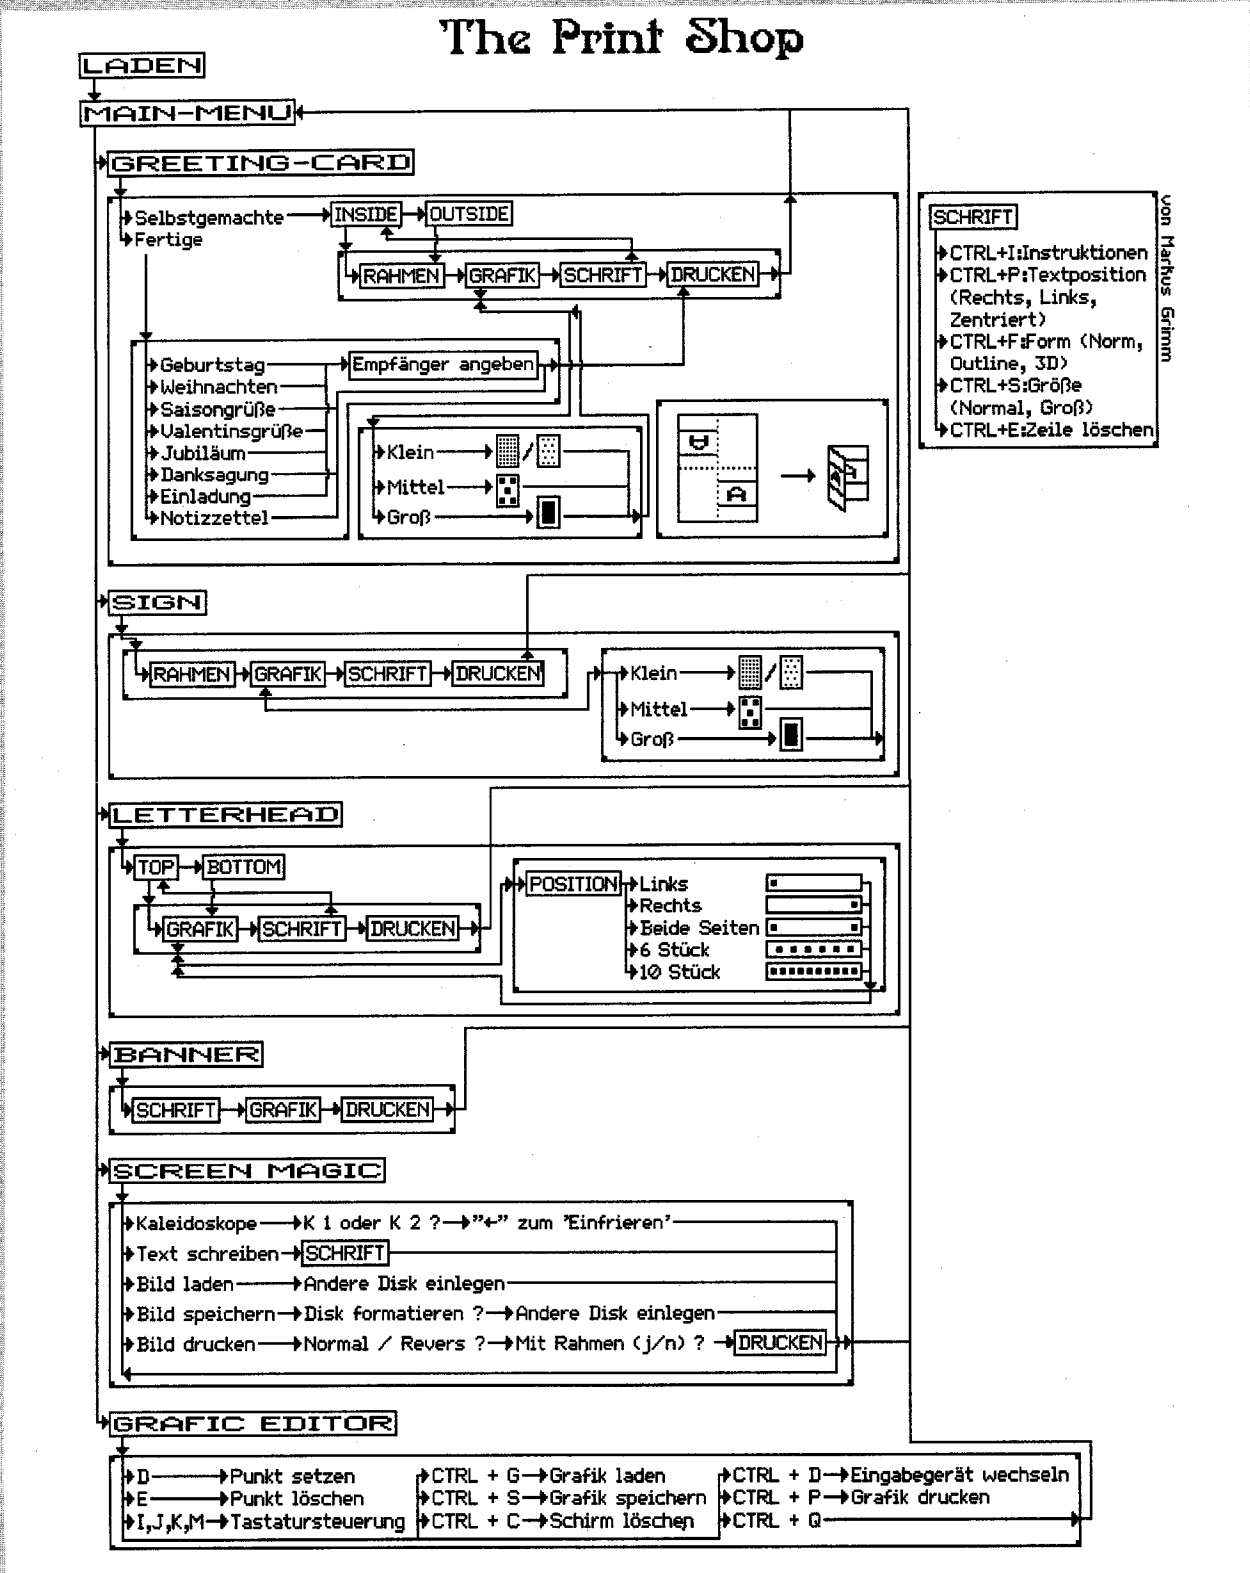 The Print Shop
LADEN
MAIN-MENU
GREETING-CARD
Selbstgemachte
INSIDE
OUTSIDE
Fertige
RAHMEN
GRAFIK
SCHRIFT
DRUCKEN
Geburtstag
Empfänger angeben
Weihnachten
Saisongrüße
Valentinsgrüße
Jubiläum
Danksagung
Einladung
Notizzettel
Klein
/
Mittel
Groß
A
A
SCHRIFT
CTRL+I:Instruktionen
CTRL+P:Textposition
(Rechts, Links,
Zentriert)
CTRL+F:Form (Norm,
Outline, 3D)
CTRL+S:Größe
(Normal, Groß)
CTRL+E:Zeile löschen
von Markus Grimm
SIGN
RAHMEN
GRAFIK
SCHRIFT
DRUCKEN
Klein
/
Mittel
Groß
LETTERHEAD
TOP
BOTTOM
GRAFIK
SCHRIFT
DRUCKEN
POSITION
Links
Rechts
Beide Seiten
6 Stück
10 Stück
BANNER
SCHRIFT
GRAFIK
DRUCKEN
SCREEN MAGIC
Kaleidoskope K 1 oder K 2 ? "←" zum 'Einfrieren'
Text schreiben SCHRIFT
Bild laden Andere Disk einlegen
Bild speichern Disk formatieren ? Andere Disk einlegen
Bild drucken Normal / Revers ? Mit Rahmen (j/n) ? DRUCKEN
GRAFIC EDITOR
D Punkt setzen
E Punkt löschen
I,J,K,M Tastatursteuerung
CTRL + G Grafik laden
CTRL + S Grafik speichern
CTRL + C Schirm löschen
CTRL + D Eingabegerät wechseln
CTRL + P Grafik drucken
CTRL + Q